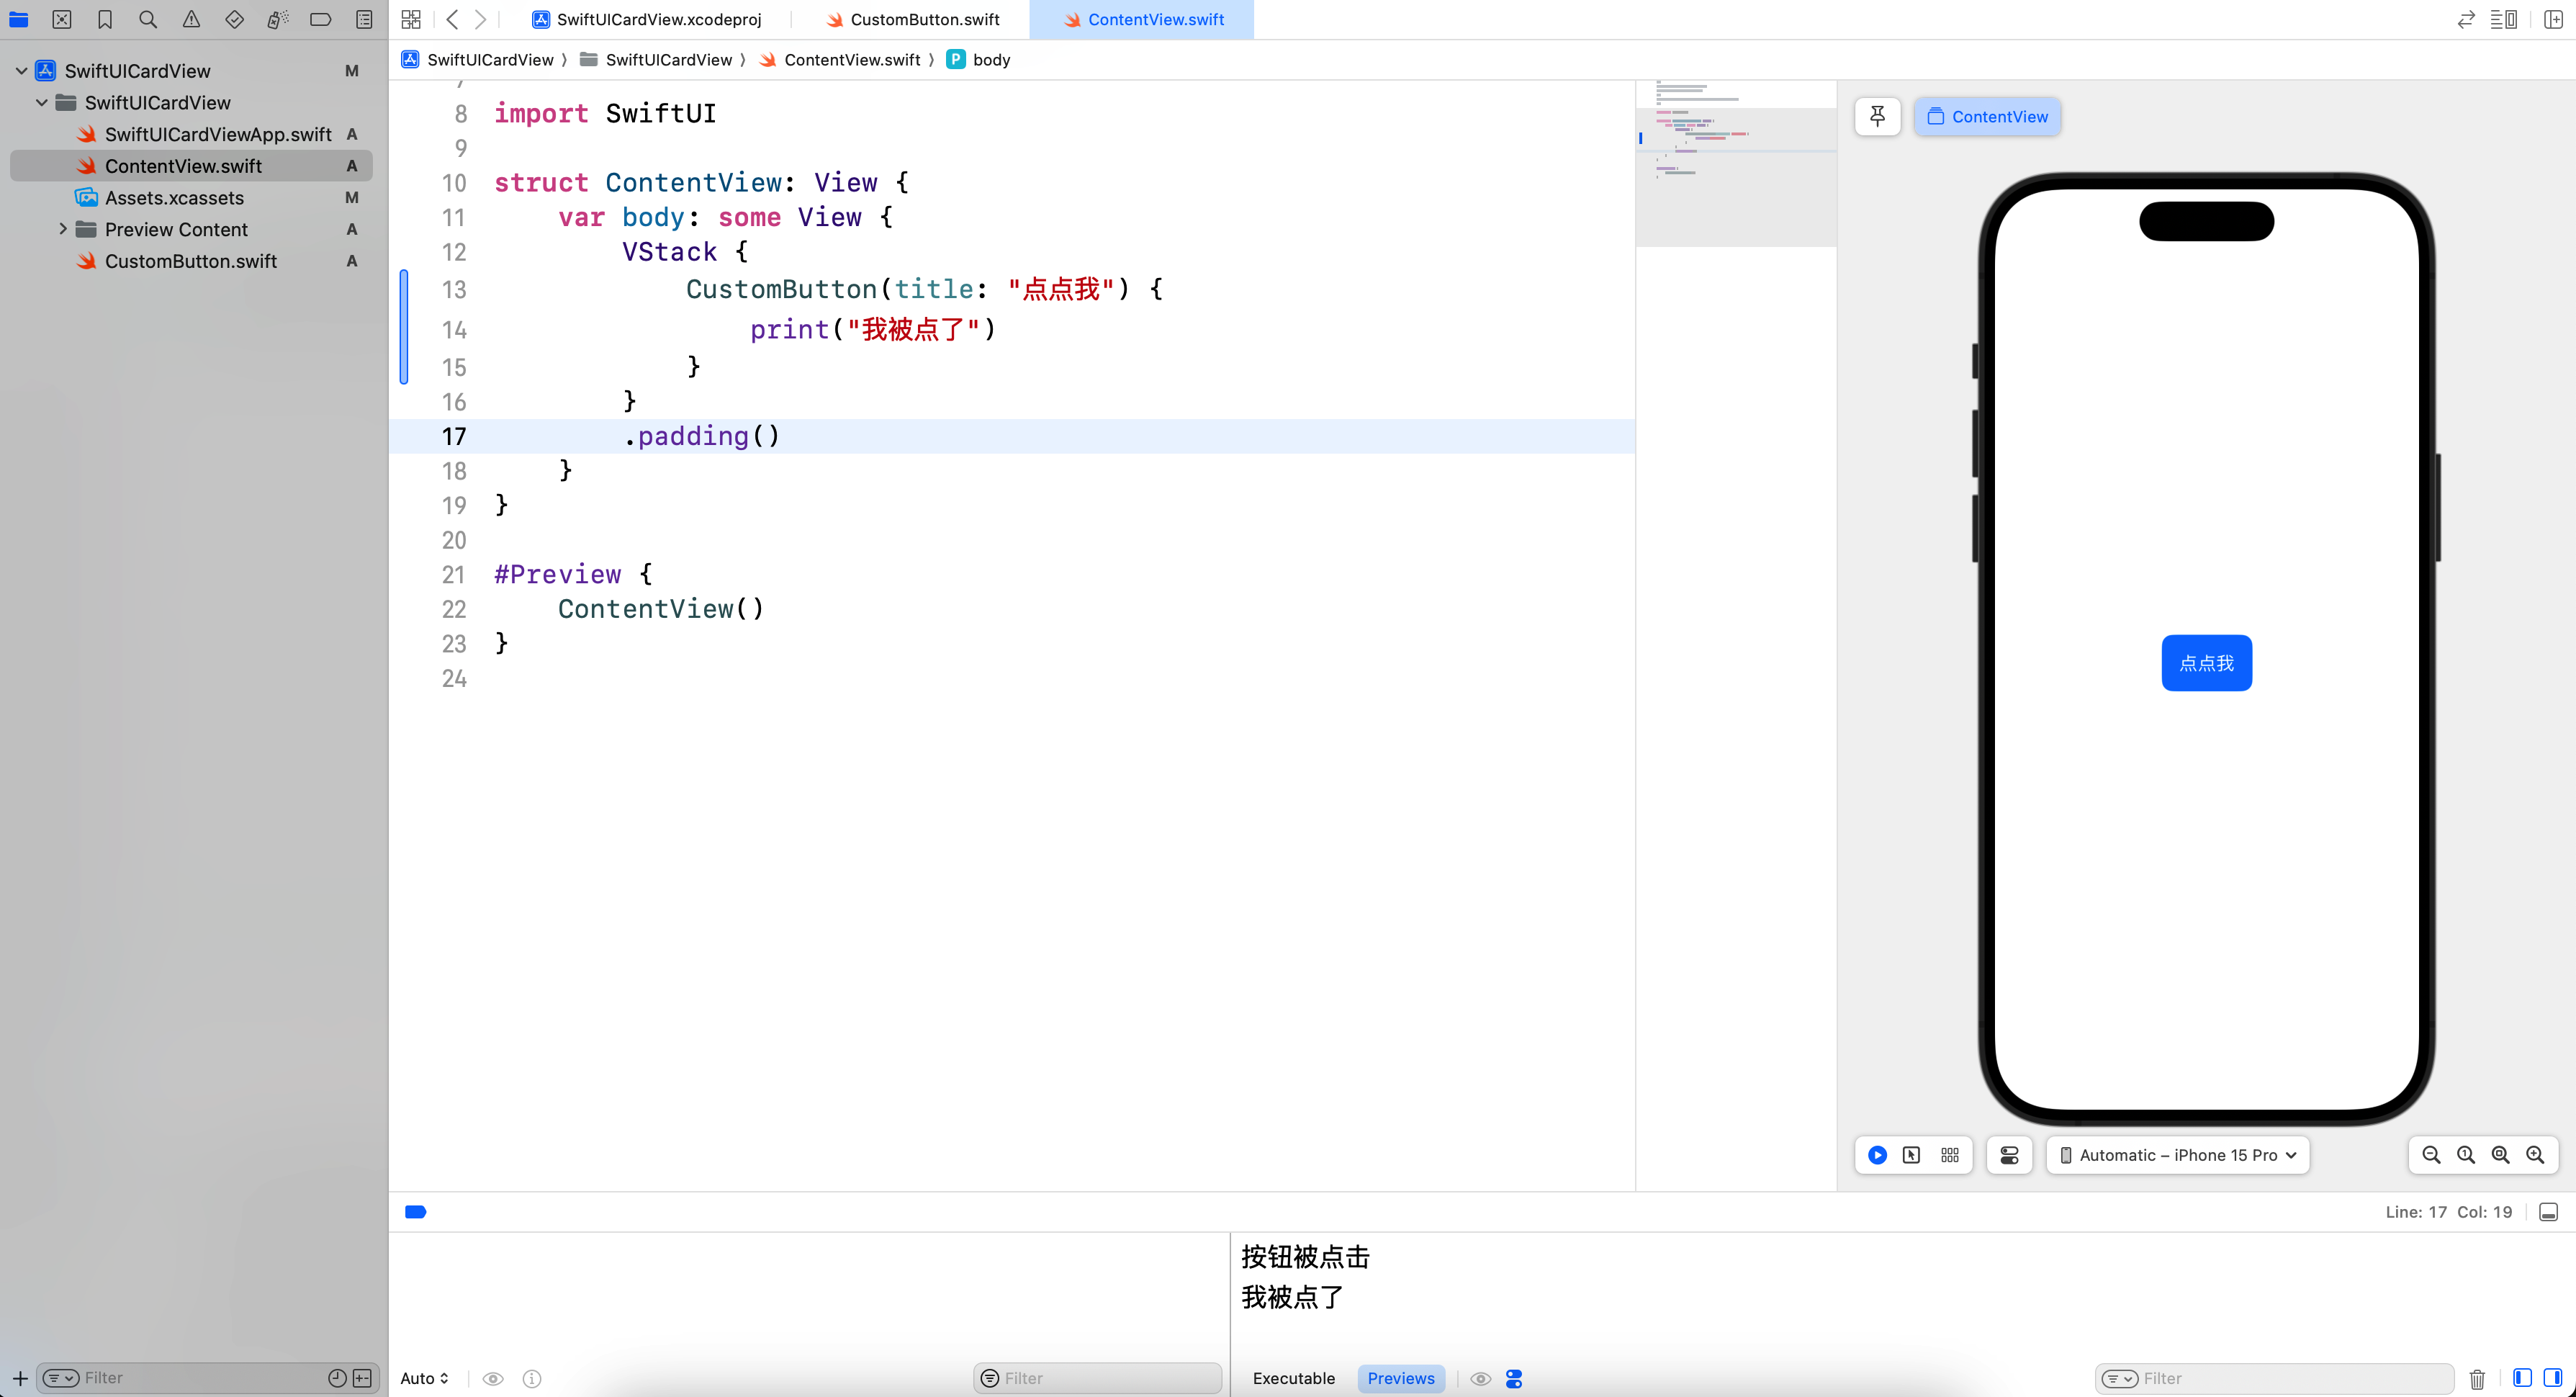 SwiftUICardView.xcodeproj
CustomButton.swift
ContentView.swift
SwiftUICardView M
SwiftUICardView
SwiftUICardViewApp.swift A
ContentView.swift A
Assets.xcassets M
Preview Content A
CustomButton.swift A
SwiftUICardView 〉 SwiftUICardView 〉 ContentView.swift 〉 P body
8 import SwiftUI
9
10 struct ContentView: View {
11 var body: some View {
12 VStack {
13 CustomButton(title: "点点我") {
14 print("我被点了")
15 }
16 }
17 .padding()
18 }
19 }
20
21 #Preview {
22 ContentView()
23 }
24
ContentView
点点我
Automatic – iPhone 15 Pro
Line: 17 Col: 19
按钮被点击
我被点了
Filter
Auto
Filter
Executable
Previews
Filter